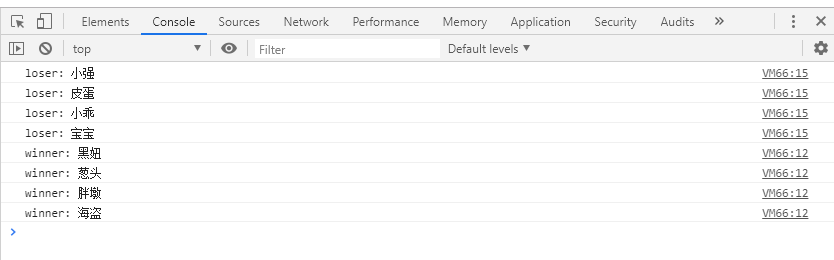 Elements Console Sources Network Performance Memory Application Security Audits »
top Filter Default levels
loser: 小强 VM66:15
loser: 皮蛋 VM66:15
loser: 小乖 VM66:15
loser: 宝宝 VM66:15
winner: 黑妞 VM66:12
winner: 葱头 VM66:12
winner: 胖墩 VM66:12
winner: 海盗 VM66:12